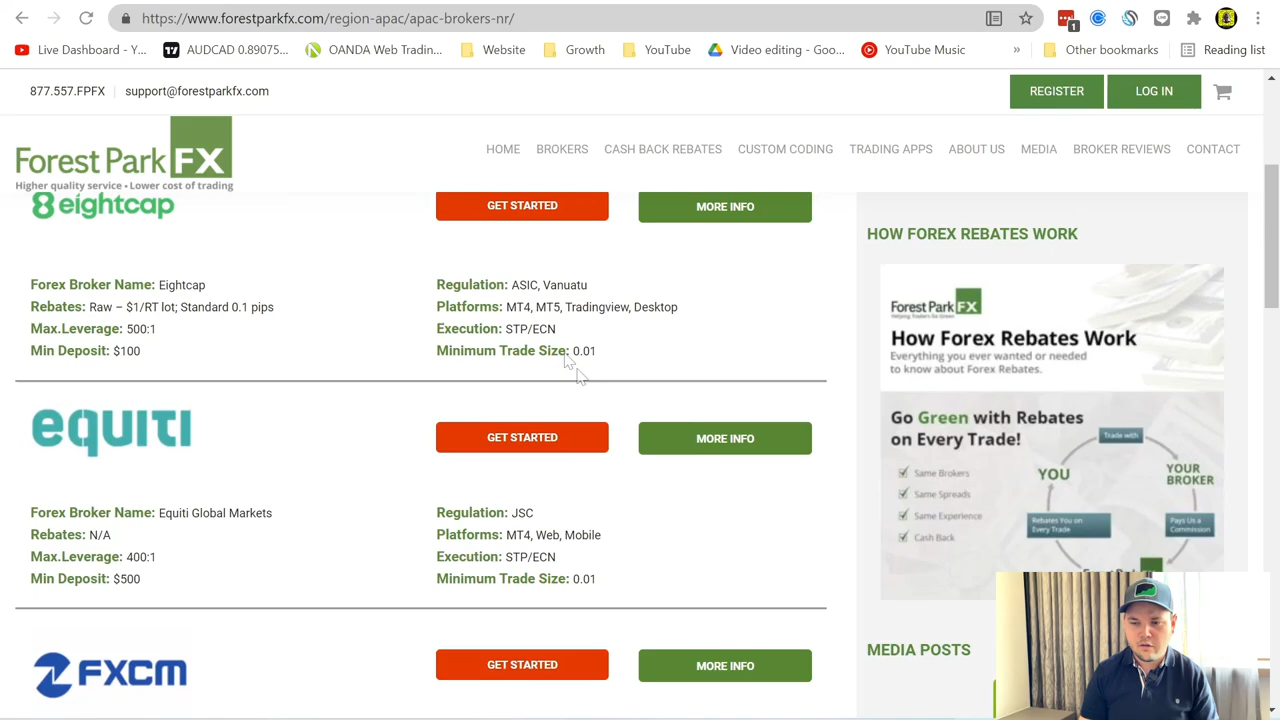 https://www.forestparkfx.com/region-apac/apac-brokers-nr/
1
Live Dashboard - Y...
AUDCAD 0.89075...
OANDA Web Tradin...
Website
Growth
YouTube
Video editing - Goo...
YouTube Music
»
Other bookmarks
Reading list
877.557.FPFX
support@forestparkfx.com
REGISTER
LOG IN
Forest Park FX
Higher quality service • Lower cost of trading
HOME
BROKERS
CASH BACK REBATES
CUSTOM CODING
TRADING APPS
ABOUT US
MEDIA
BROKER REVIEWS
CONTACT
eightcap
GET STARTED
MORE INFO
Forex Broker Name: Eightcap
Rebates: Raw – $1/RT lot; Standard 0.1 pips
Max.Leverage: 500:1
Min Deposit: $100
Regulation: ASIC, Vanuatu
Platforms: MT4, MT5, Tradingview, Desktop
Execution: STP/ECN
Minimum Trade Size: 0.01
equiti
GET STARTED
MORE INFO
Forex Broker Name: Equiti Global Markets
Rebates: N/A
Max.Leverage: 400:1
Min Deposit: $500
Regulation: JSC
Platforms: MT4, Web, Mobile
Execution: STP/ECN
Minimum Trade Size: 0.01
FXCM
GET STARTED
MORE INFO
HOW FOREX REBATES WORK
Forest Park FX
How Forex Rebates Work
Everything you ever wanted or needed
to know about Forex Rebates.
Go Green with Rebates
on Every Trade!
Same Brokers
Same Spreads
Same Experience
Cash Back
Trade with
YOU
YOUR
BROKER
Rebates You on
Every Trade
Pays Us a
Commission
MEDIA POSTS